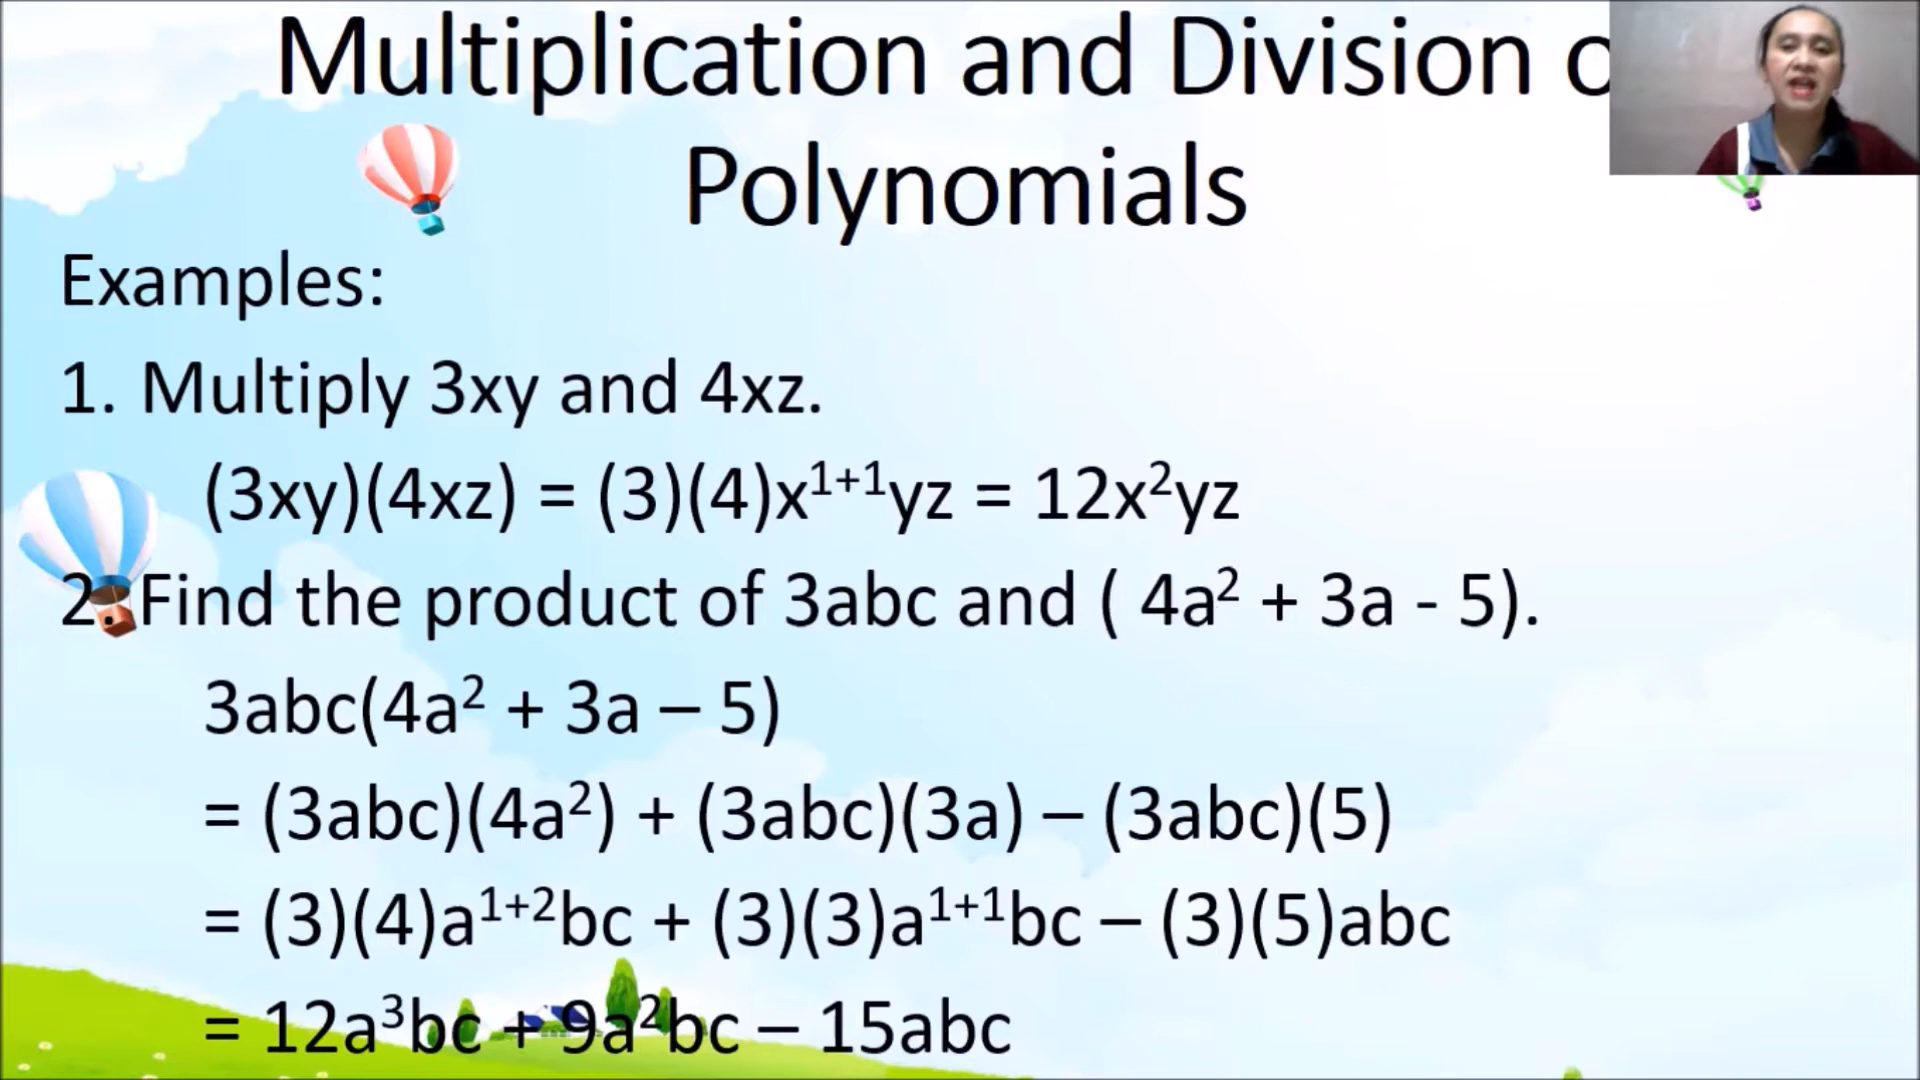 Multiplication and Division o
Polynomials
Examples:
1. Multiply 3xy and 4xz.
(3xy)(4xz) = (3)(4)x¹⁺¹yz = 12x²yz
2. Find the product of 3abc and ( 4a² + 3a - 5).
3abc(4a² + 3a – 5)
= (3abc)(4a²) + (3abc)(3a) – (3abc)(5)
= (3)(4)a¹⁺²bc + (3)(3)a¹⁺¹bc – (3)(5)abc
= 12a³bc + 9a²bc – 15abc